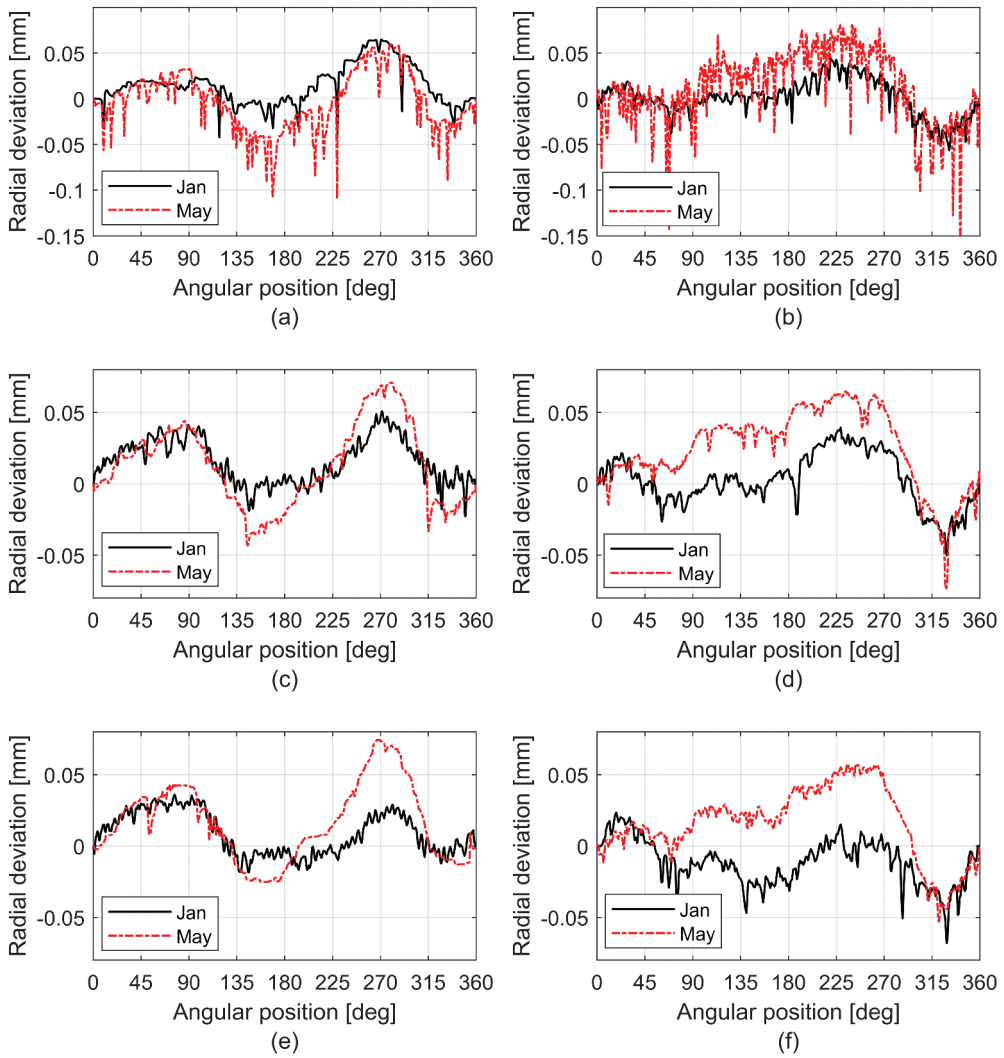 Radial deviation [mm]
0.05
0
-0.05
-0.1
-0.15
Jan
May
0 45 90 135 180 225 270 315 360
Angular position [deg]
(a)
Radial deviation [mm]
0.05
0
-0.05
-0.1
-0.15
Jan
May
0 45 90 135 180 225 270 315 360
Angular position [deg]
(b)
Radial deviation [mm]
0.05
0
-0.05
Jan
May
0 45 90 135 180 225 270 315 360
Angular position [deg]
(c)
Radial deviation [mm]
0.05
0
-0.05
Jan
May
0 45 90 135 180 225 270 315 360
Angular position [deg]
(d)
Radial deviation [mm]
0.05
0
-0.05
Jan
May
0 45 90 135 180 225 270 315 360
Angular position [deg]
(e)
Radial deviation [mm]
0.05
0
-0.05
Jan
May
0 45 90 135 180 225 270 315 360
Angular position [deg]
(f)